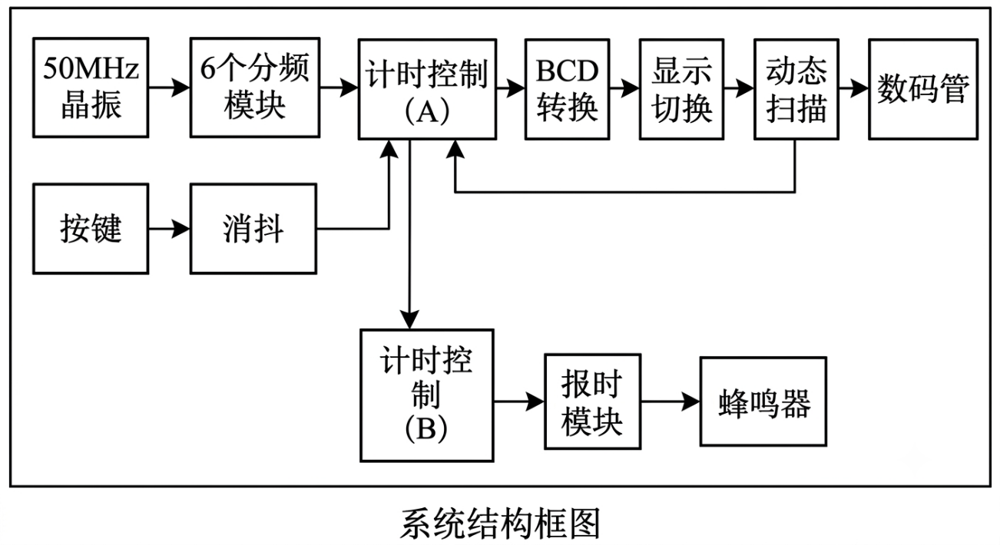 50MHz
晶振
6个分频
模块
计时控制
（A）
BCD
转换
显示
切换
动态
扫描
数码管
按键
消抖
计时控
制
（B）
报时
模块
蜂鸣器
系统结构框图